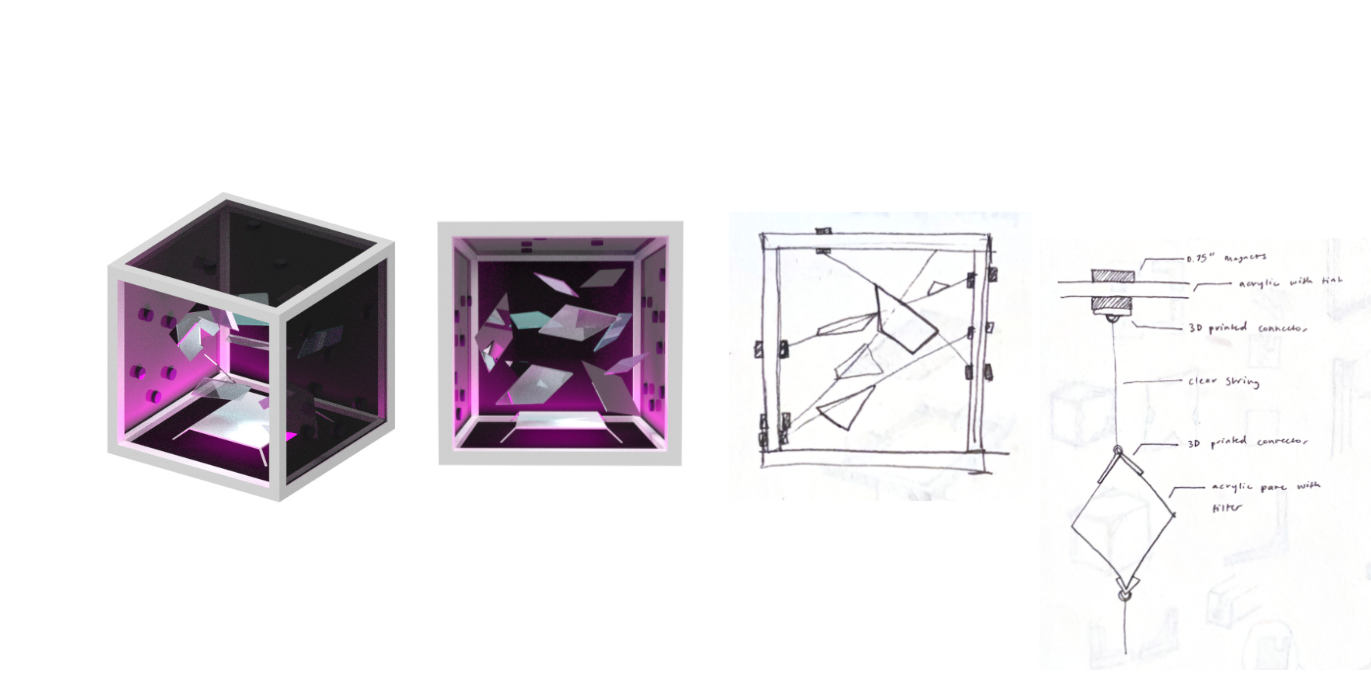 0.75" magnets
acrylic with tint
3D printed connector
clear string
3D printed connector
acrylic pane with
filter